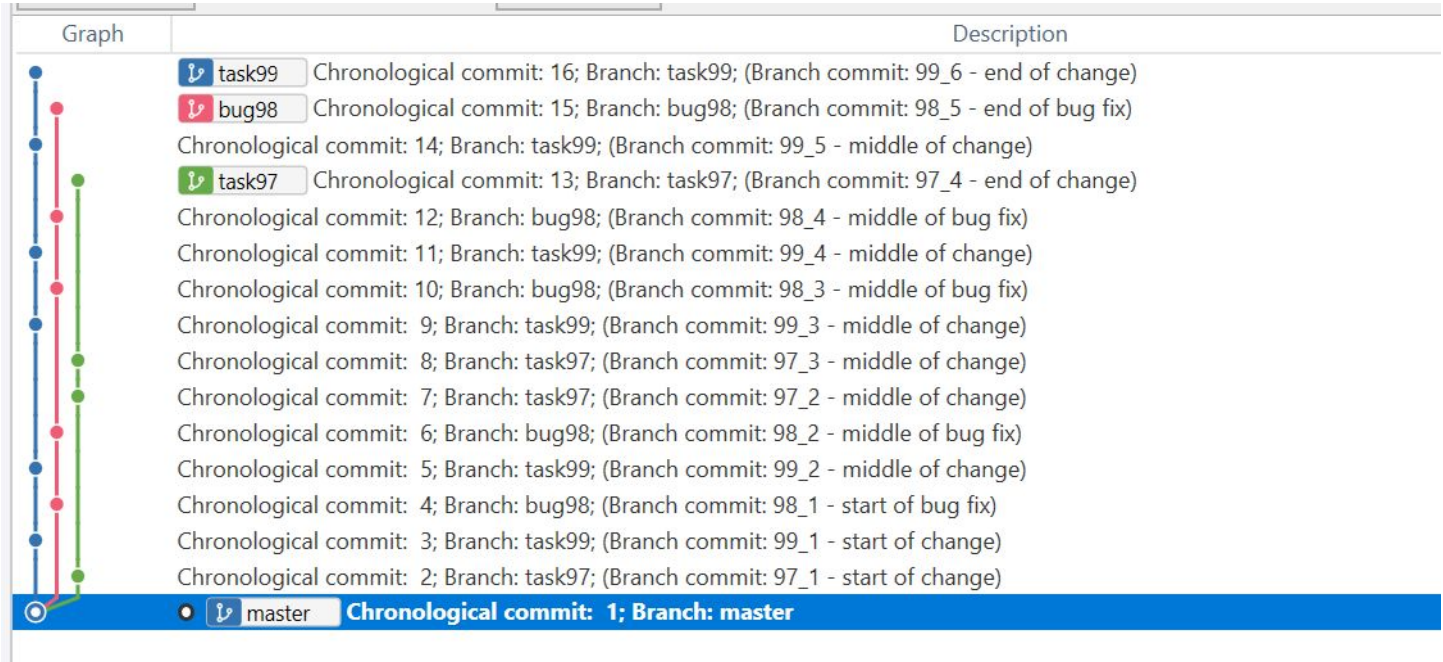 Graph Description
task99 Chronological commit: 16; Branch: task99; (Branch commit: 99_6 - end of change)
bug98 Chronological commit: 15; Branch: bug98; (Branch commit: 98_5 - end of bug fix)
Chronological commit: 14; Branch: task99; (Branch commit: 99_5 - middle of change)
task97 Chronological commit: 13; Branch: task97; (Branch commit: 97_4 - end of change)
Chronological commit: 12; Branch: bug98; (Branch commit: 98_4 - middle of bug fix)
Chronological commit: 11; Branch: task99; (Branch commit: 99_4 - middle of change)
Chronological commit: 10; Branch: bug98; (Branch commit: 98_3 - middle of bug fix)
Chronological commit:  9; Branch: task99; (Branch commit: 99_3 - middle of change)
Chronological commit:  8; Branch: task97; (Branch commit: 97_3 - middle of change)
Chronological commit:  7; Branch: task97; (Branch commit: 97_2 - middle of change)
Chronological commit:  6; Branch: bug98; (Branch commit: 98_2 - middle of bug fix)
Chronological commit:  5; Branch: task99; (Branch commit: 99_2 - middle of change)
Chronological commit:  4; Branch: bug98; (Branch commit: 98_1 - start of bug fix)
Chronological commit:  3; Branch: task99; (Branch commit: 99_1 - start of change)
Chronological commit:  2; Branch: task97; (Branch commit: 97_1 - start of change)
master Chronological commit:  1; Branch: master